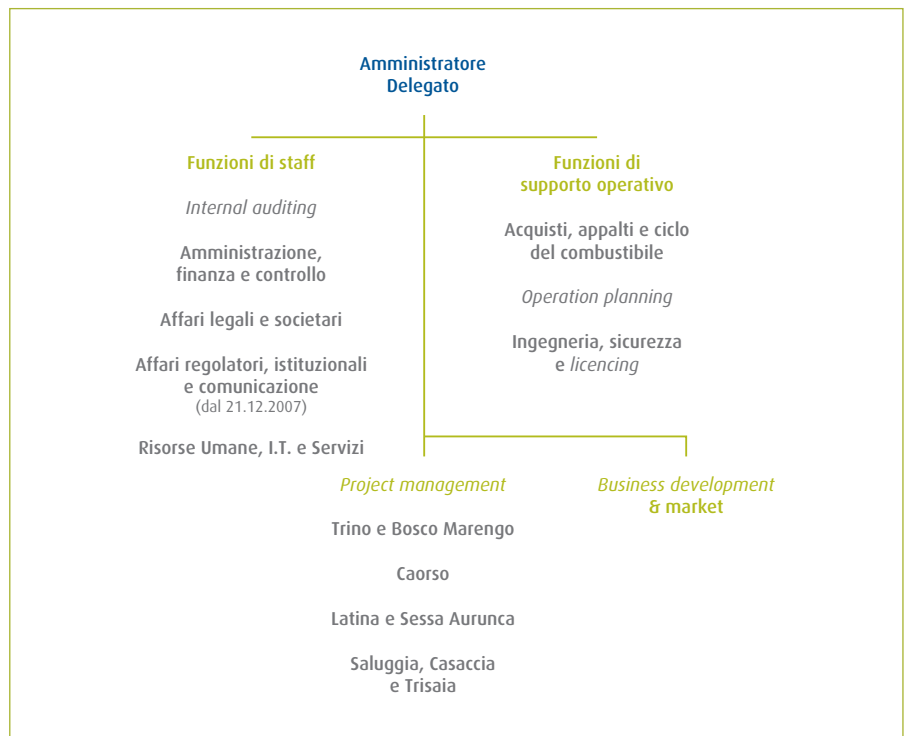 Amministratore
Delegato
Funzioni di staff
Internal auditing
Amministrazione,
finanza e controllo
Affari legali e societari
Affari regolatori, istituzionali
e comunicazione
(dal 21.12.2007)
Risorse Umane, I.T. e Servizi
Funzioni di
supporto operativo
Acquisti, appalti e ciclo
del combustibile
Operation planning
Ingegneria, sicurezza
e licencing
Project management
Trino e Bosco Marengo
Caorso
Latina e Sessa Aurunca
Saluggia, Casaccia
e Trisaia
Business development
& market